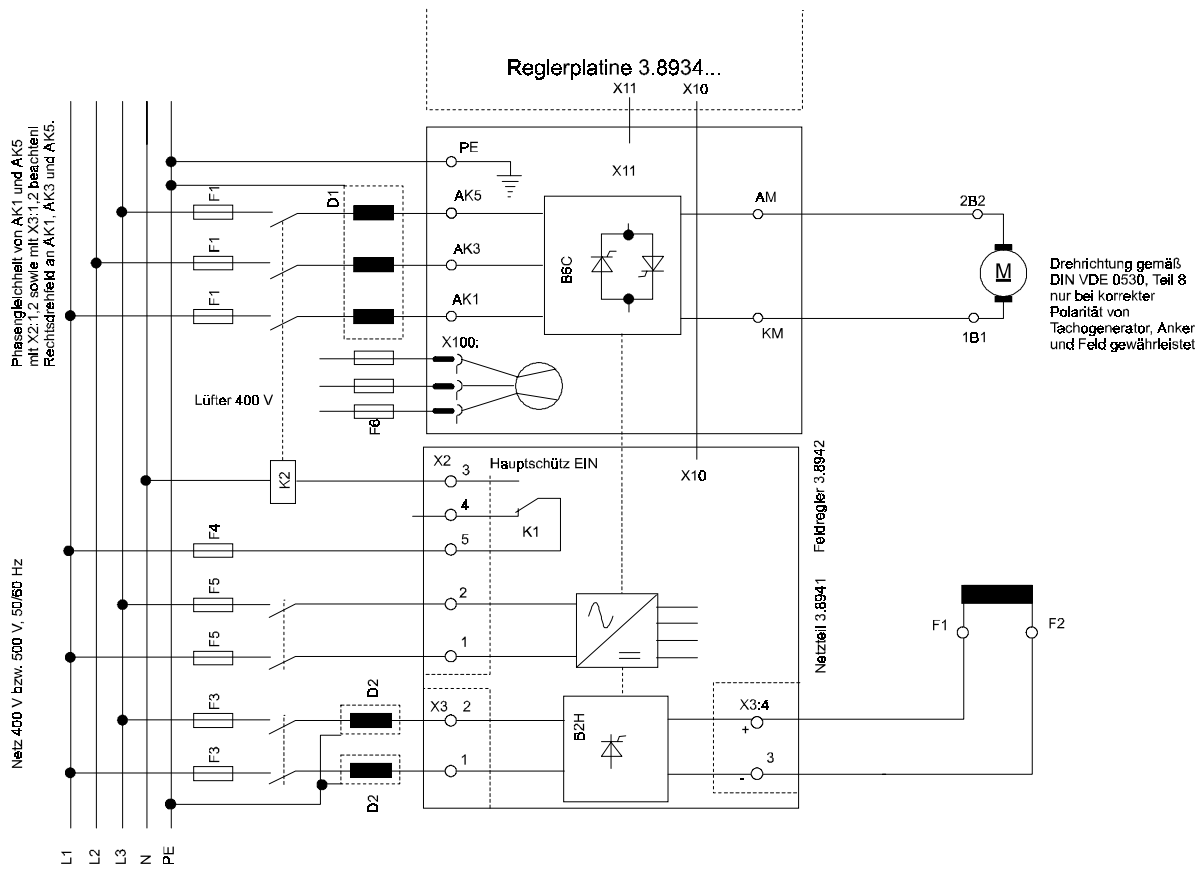 Reglerplatine 3.8934...
X11
X10
Phasengleichheit von AK1 und AK5
mit X2:1,2 sowie mit X3:1,2 beachten!
Rechtsdrehfeld an AK1, AK3 und AK5.
PE
X11
F1
D1
AK5
AM
2B2
F1
AK3
B6C
M
Drehrichtung gemäß
DIN VDE 0530, Teil 8
nur bei korrekter
Polarität von
Tachogenerator, Anker
und Feld gewährleistet
F1
AK1
KM
1B1
X100;
Lüfter 400 V
F6
X2
3
Hauptschütz EIN
X10
K2
4
K1
F4
5
Feldregler 3.8942
Netz 400 V bzw. 500 V, 50/60 Hz
F5
2
F5
1
Netzteil 3.8941
F1
F2
F3
D2
X3
2
B2H
X3:4
+
F3
D2
1
3
-
L1
L2
L3
N
PE